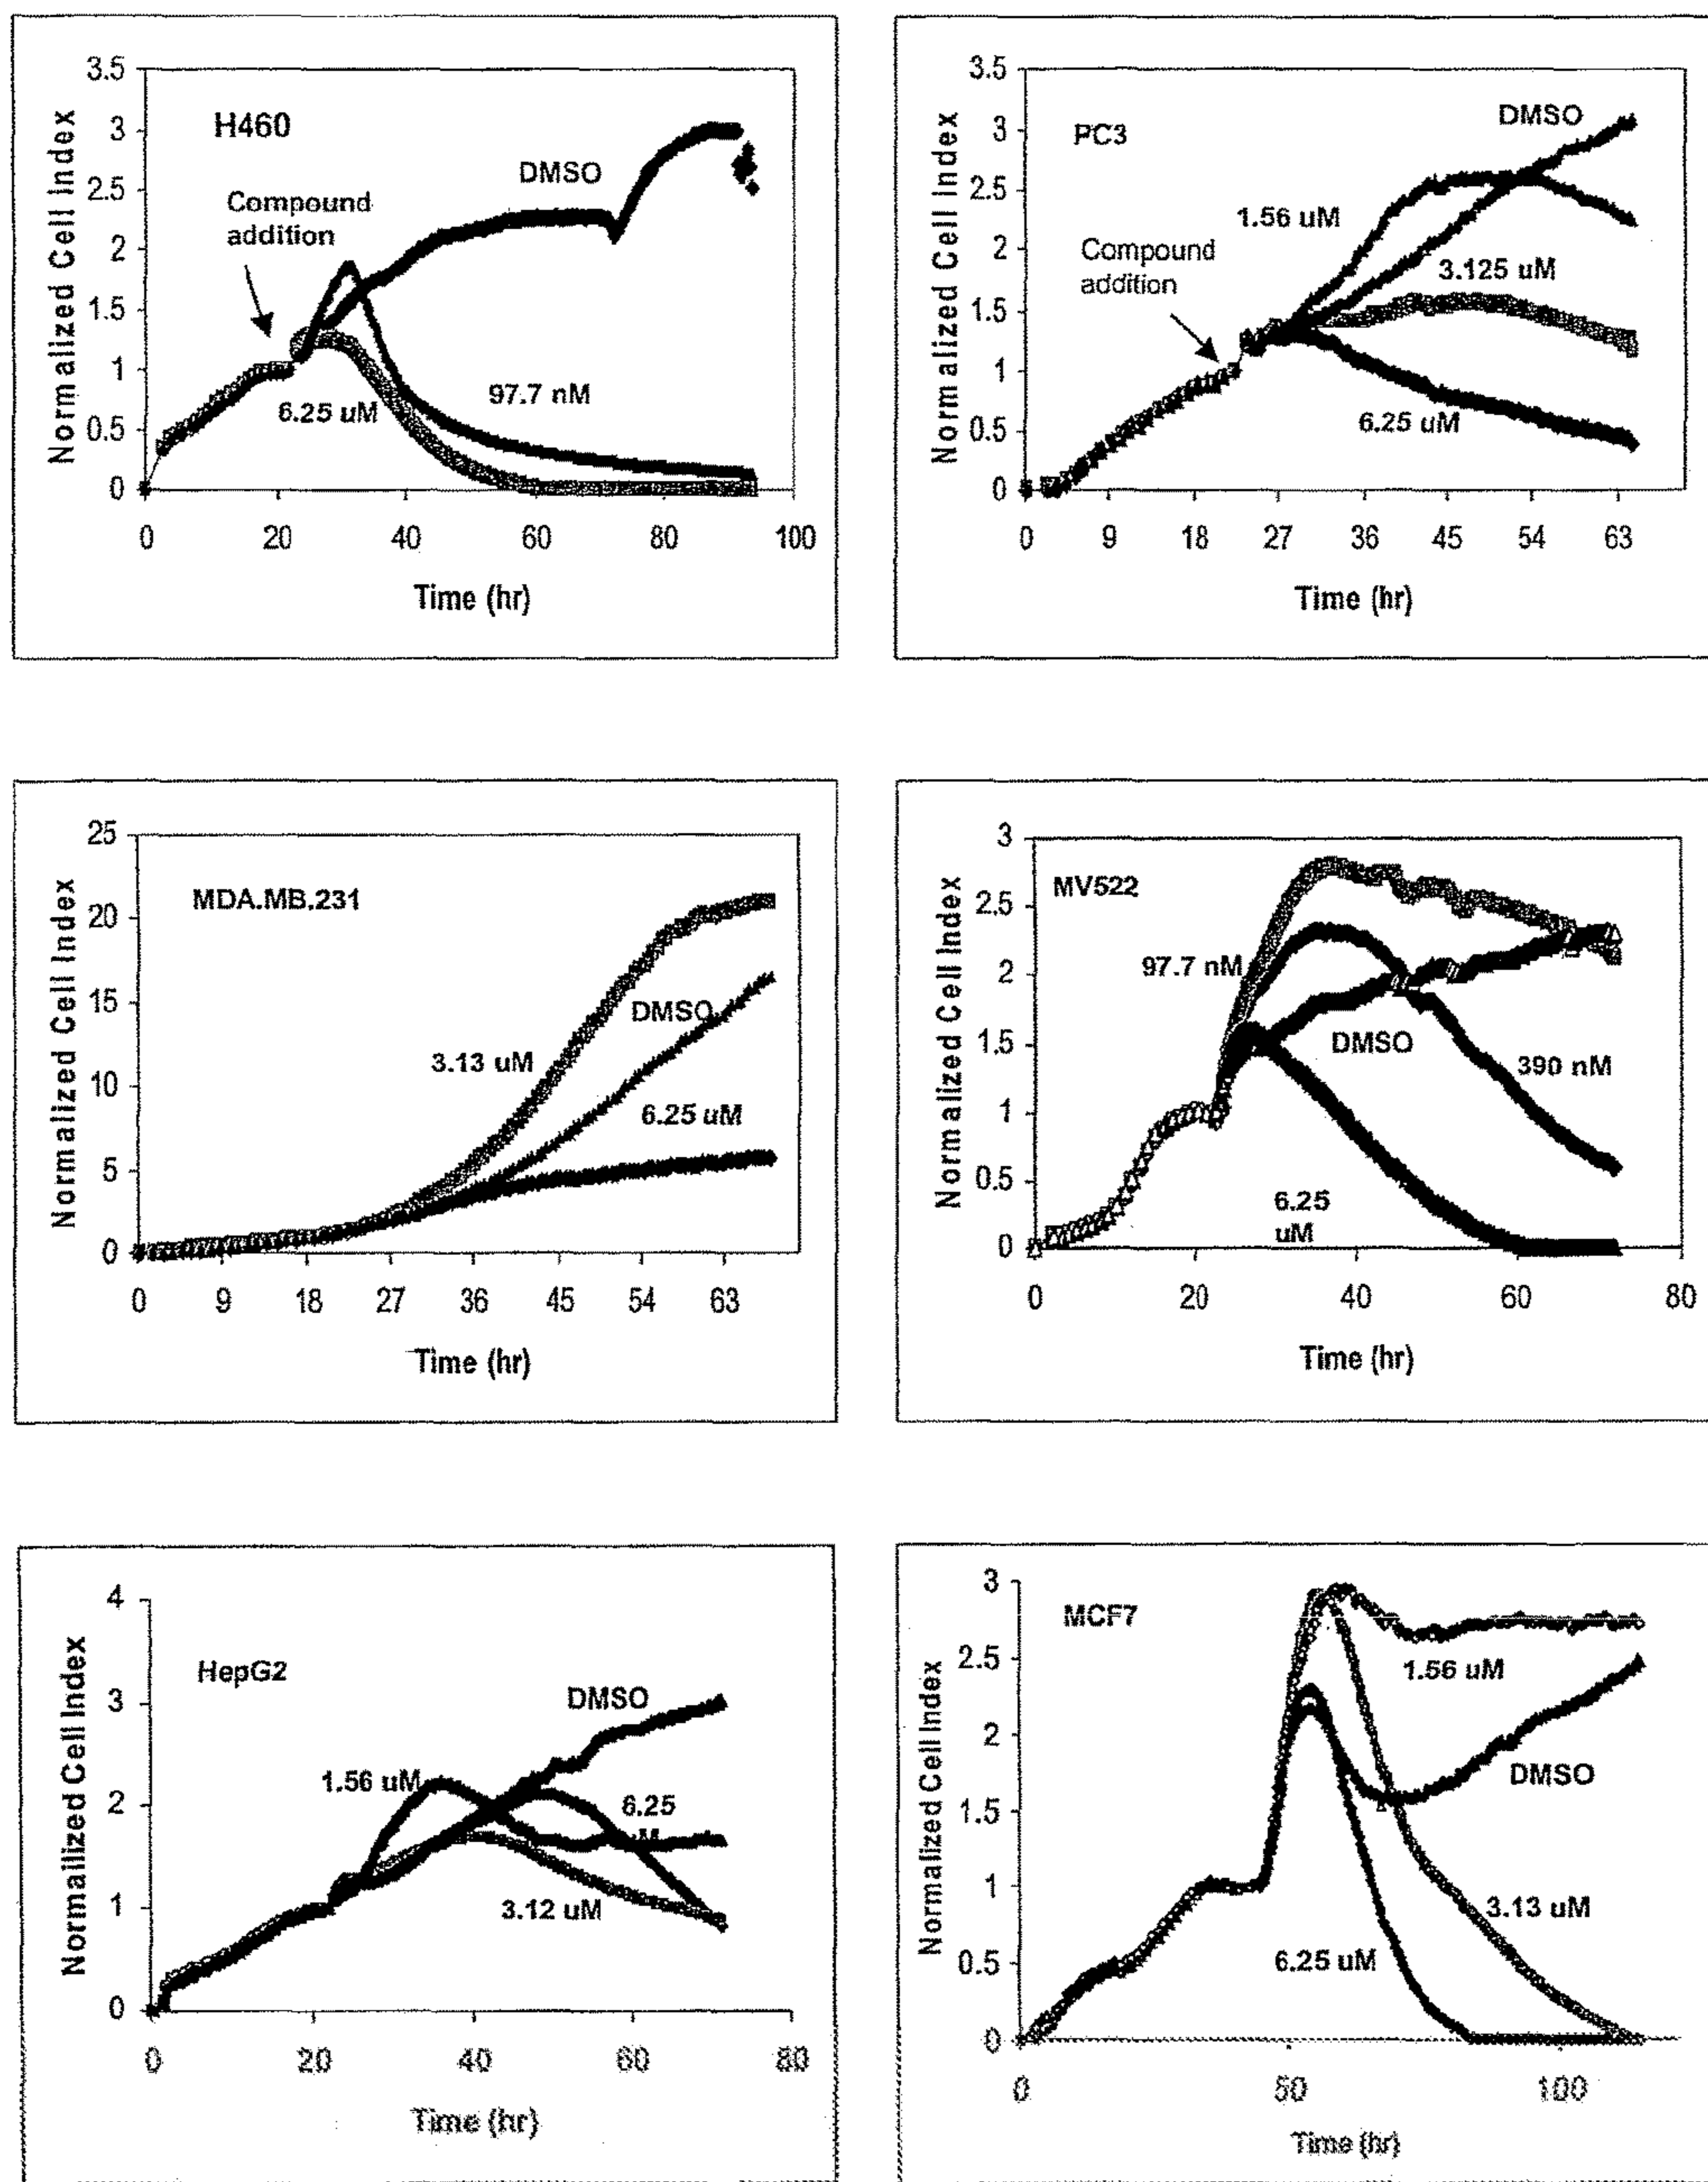 H460
Normalized Cell Index
3.5
3
2.5
2
1.5
1
0.5
0
Compound
addition
DMSO
6.25 uM
97.7 nM
0 20 40 60 80 100
Time (hr)
PC3
Normalized Cell Index
3.5
3
2.5
2
1.5
1
0.5
0
DMSO
1.56 uM
Compound
addition
3.125 uM
6.25 uM
0 9 18 27 36 45 54 63
Time (hr)
MDA.MB.231
Normalized Cell Index
25
20
15
10
5
0
DMSO
3.13 uM
6.25 uM
0 9 18 27 36 45 54 63
Time (hr)
MV522
Normalized Cell Index
3
2.5
2
1.5
1
0.5
0
97.7 nM
DMSO
390 nM
6.25
uM
0 20 40 60 80
Time (hr)
HepG2
Normailized Cell Index
4
3
2
1
0
DMSO
1.56 uM
6.25
3.12 uM
0 20 40 60 80
Time (hr)
MCF7
Normalized Cell Index
3
2.5
2
1.5
1
0.5
0
1.56 uM
DMSO
3.13 uM
6.25 uM
0 50 100
Time (hr)